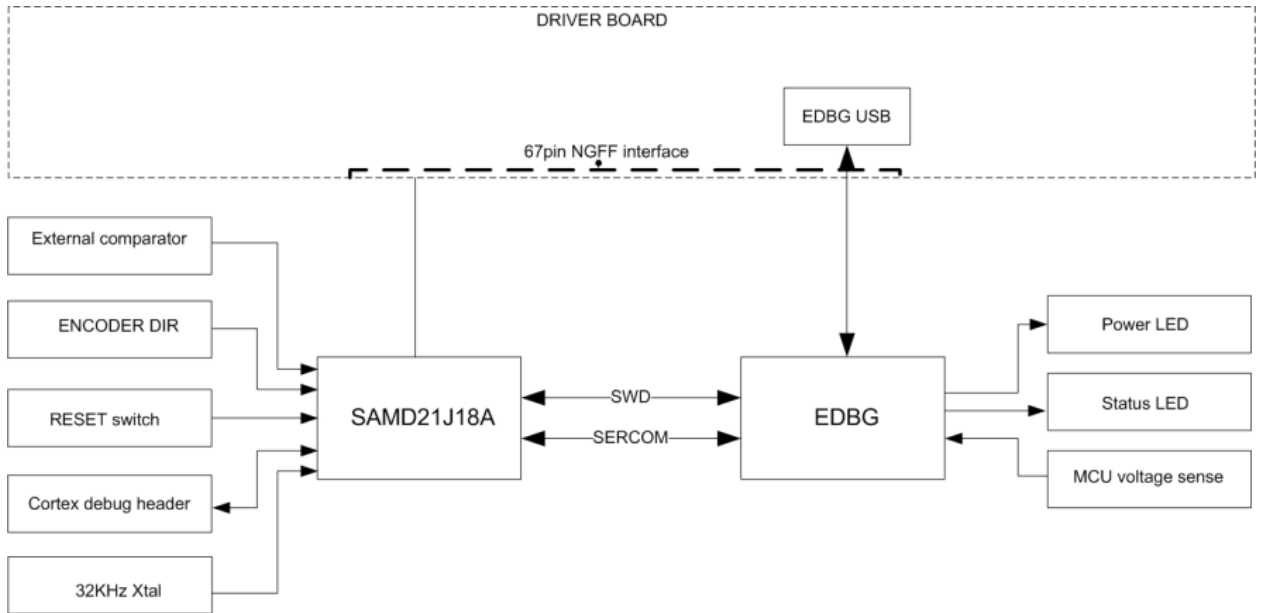 DRIVER BOARD
EDBG USB
67pin NGFF interface
External comparator
ENCODER DIR
RESET switch
Cortex debug header
32KHz Xtal
SAMD21J18A
SWD
SERCOM
EDBG
Power LED
Status LED
MCU voltage sense